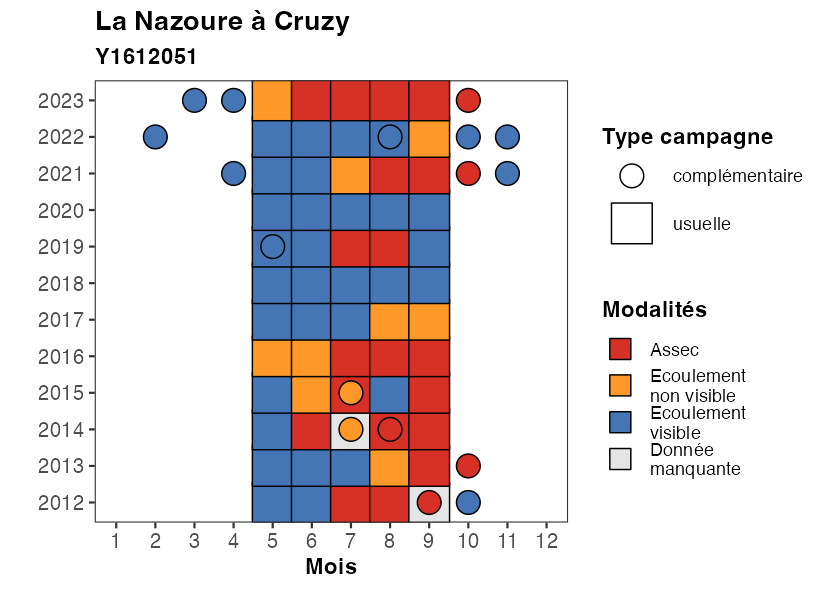 La Nazoure à Cruzy
Y1612051
2023
2022
2021
2020
2019
2018
2017
2016
2015
2014
2013
2012
1 2 3 4 5 6 7 8 9 10 11 12
Mois
Type campagne
complémentaire
usuelle
Modalités
Assec
Ecoulement
non visible
Ecoulement
visible
Donnée
manquante